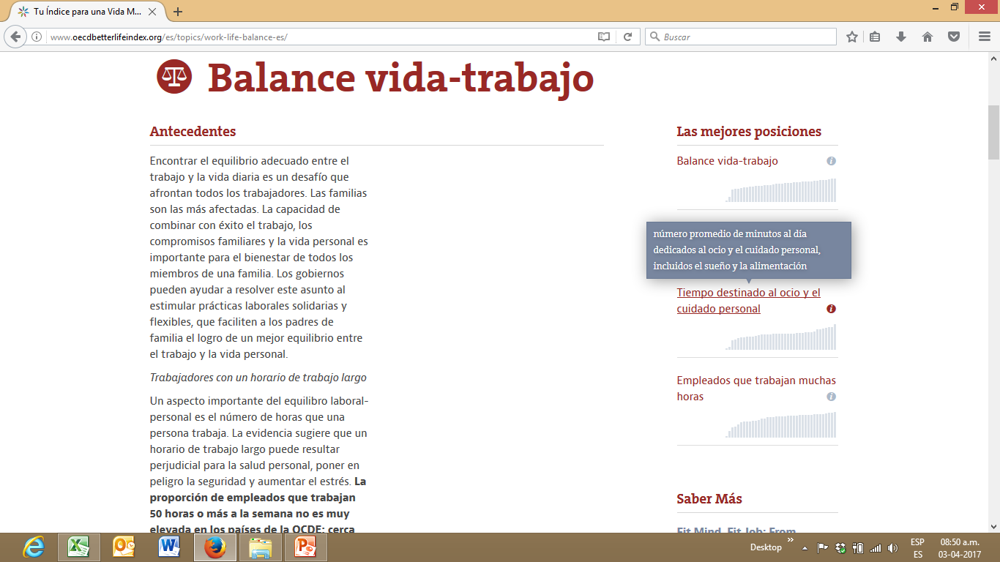 Tu Índice para una Vida M...
www.oecdbetterlifeindex.org/es/topics/work-life-balance-es/
Buscar
Balance vida-trabajo
Antecedentes
Encontrar el equilibrio adecuado entre el
trabajo y la vida diaria es un desafío que
afrontan todos los trabajadores. Las familias
son las más afectadas. La capacidad de
combinar con éxito el trabajo, los
compromisos familiares y la vida personal es
importante para el bienestar de todos los
miembros de una familia. Los gobiernos
pueden ayudar a resolver este asunto al
estimular prácticas laborales solidarias y
flexibles, que faciliten a los padres de
familia el logro de un mejor equilibrio entre
el trabajo y la vida personal.
Trabajadores con un horario de trabajo largo
Un aspecto importante del equilibro laboral-
personal es el número de horas que una
persona trabaja. La evidencia sugiere que un
horario de trabajo largo puede resultar
perjudicial para la salud personal, poner en
peligro la seguridad y aumentar el estrés. La
proporción de empleados que trabajan
50 horas o más a la semana no es muy
elevada en los países de la OCDE: cerca
Las mejores posiciones
Balance vida-trabajo
número promedio de minutos al día
dedicados al ocio y el cuidado personal,
incluidos el sueño y la alimentación
Tiempo destinado al ocio y el
cuidado personal
Empleados que trabajan muchas
horas
Saber Más
Fit Mind, Fit Job: From
Desktop
ESP
ES
08:50 a.m.
03-04-2017